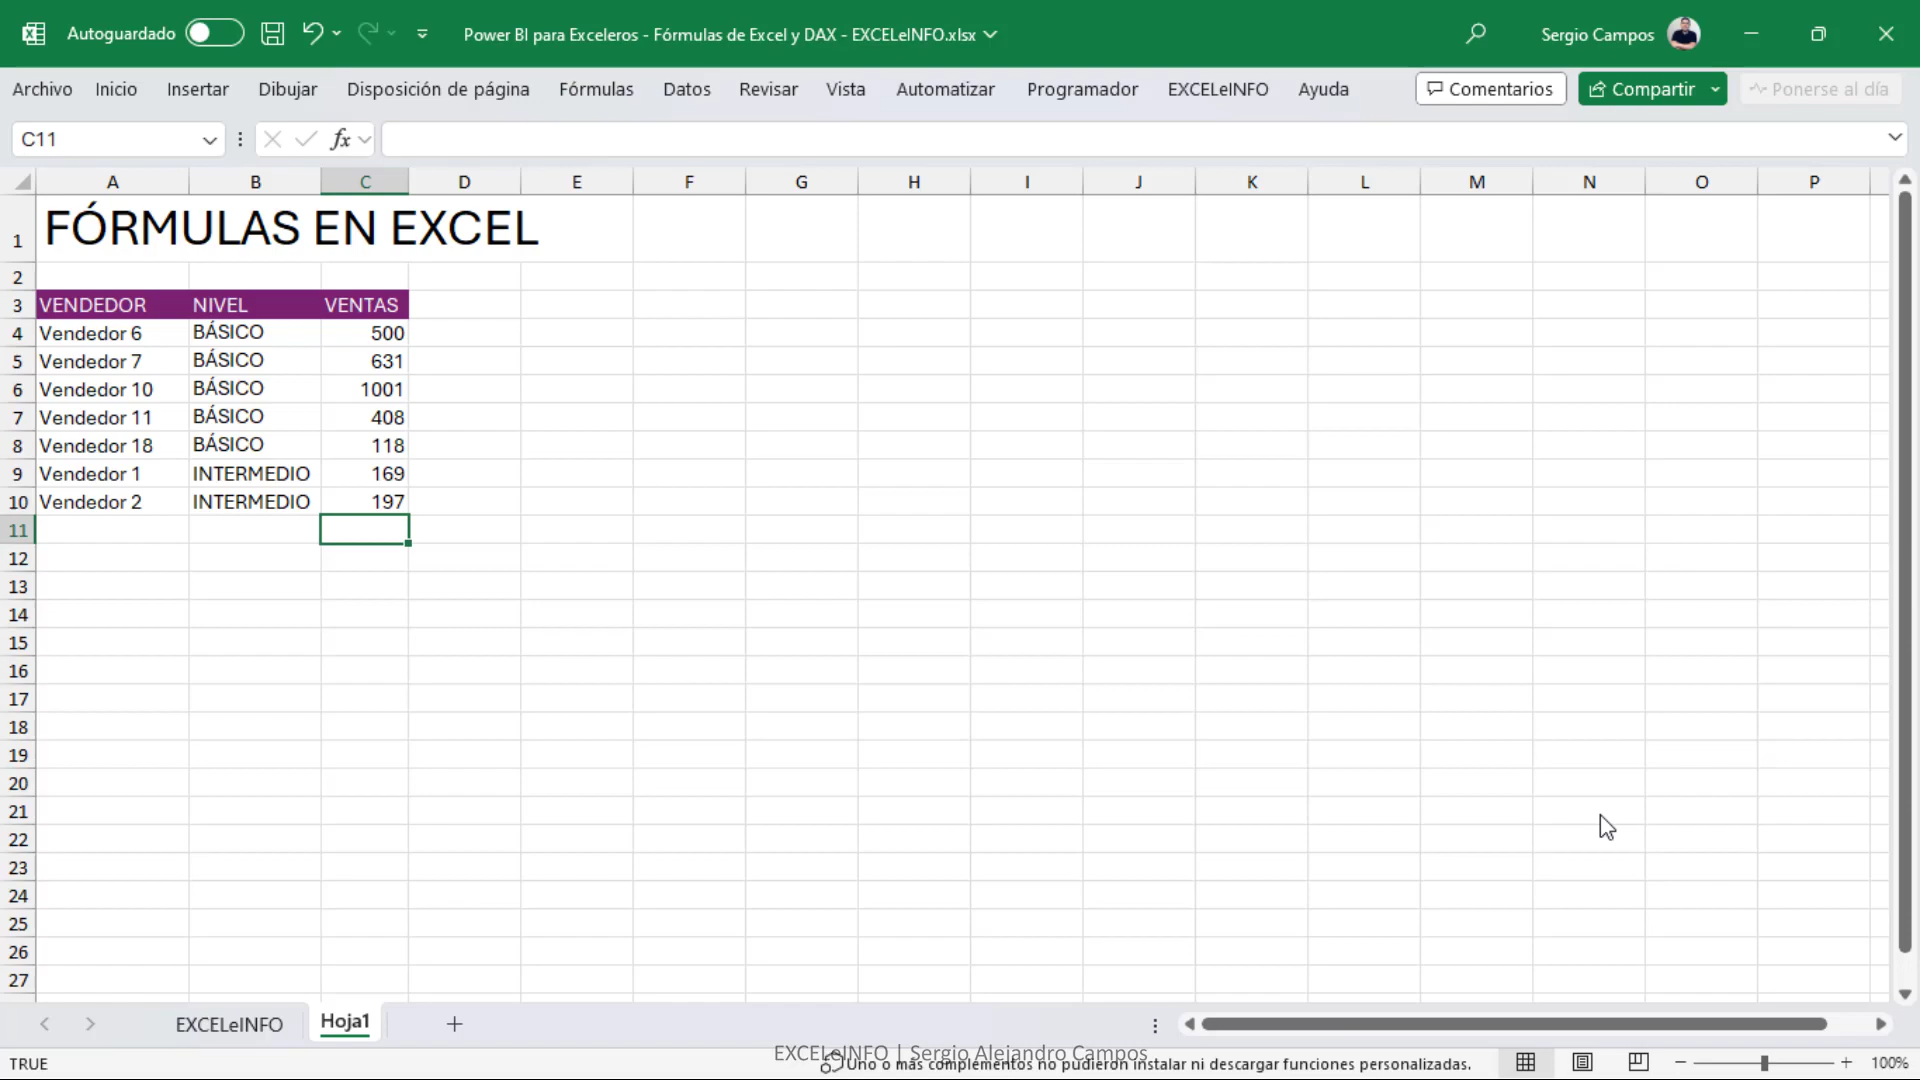 Autoguardado Power BI para Exceleros - Fórmulas de Excel y DAX - EXCELeINFO.xlsx Sergio Campos
Archivo Inicio Insertar Dibujar Disposición de página Fórmulas Datos Revisar Vista Automatizar Programador EXCELeINFO Ayuda Comentarios Compartir Ponerse al día
C11 fx
A B C D E F G H I J K L M N O P
1 FÓRMULAS EN EXCEL
2
3 VENDEDOR NIVEL VENTAS
4 Vendedor 6 BÁSICO 500
5 Vendedor 7 BÁSICO 631
6 Vendedor 10 BÁSICO 1001
7 Vendedor 11 BÁSICO 408
8 Vendedor 18 BÁSICO 118
9 Vendedor 1 INTERMEDIO 169
10 Vendedor 2 INTERMEDIO 197
11
12
13
14
15
16
17
18
19
20
21
22
23
24
25
26
27
EXCELeINFO Hoja1
EXCELeINFO | Sergio Alejandro Campos
TRUE Uno o más complementos no pudieron instalar ni descargar funciones personalizadas. 100%